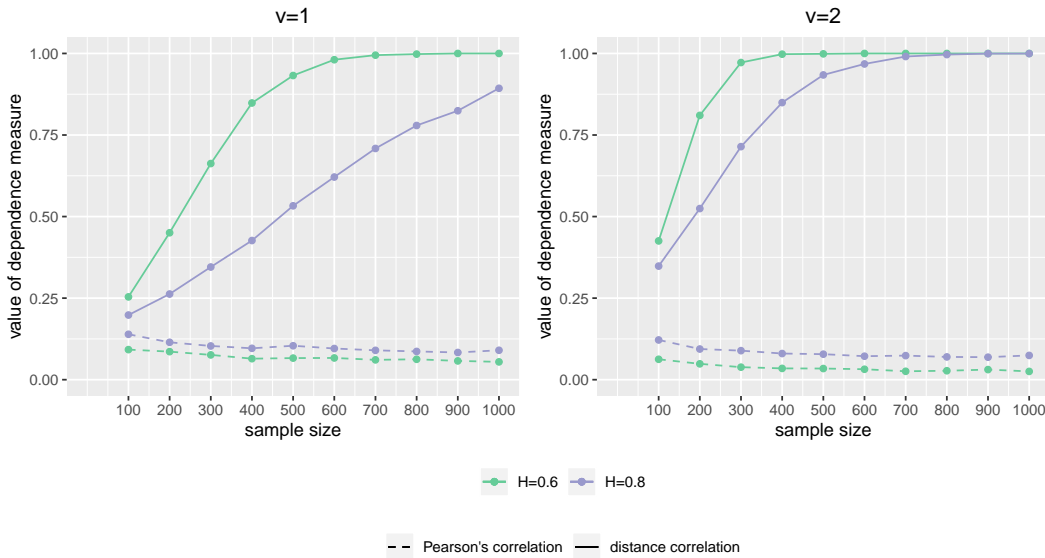 v=1
value of dependence measure
1.00
0.75
0.50
0.25
0.00
100 200 300 400 500 600 700 800 900 1000
sample size
v=2
value of dependence measure
1.00
0.75
0.50
0.25
0.00
100 200 300 400 500 600 700 800 900 1000
sample size
H=0.6 H=0.8
Pearson's correlation distance correlation